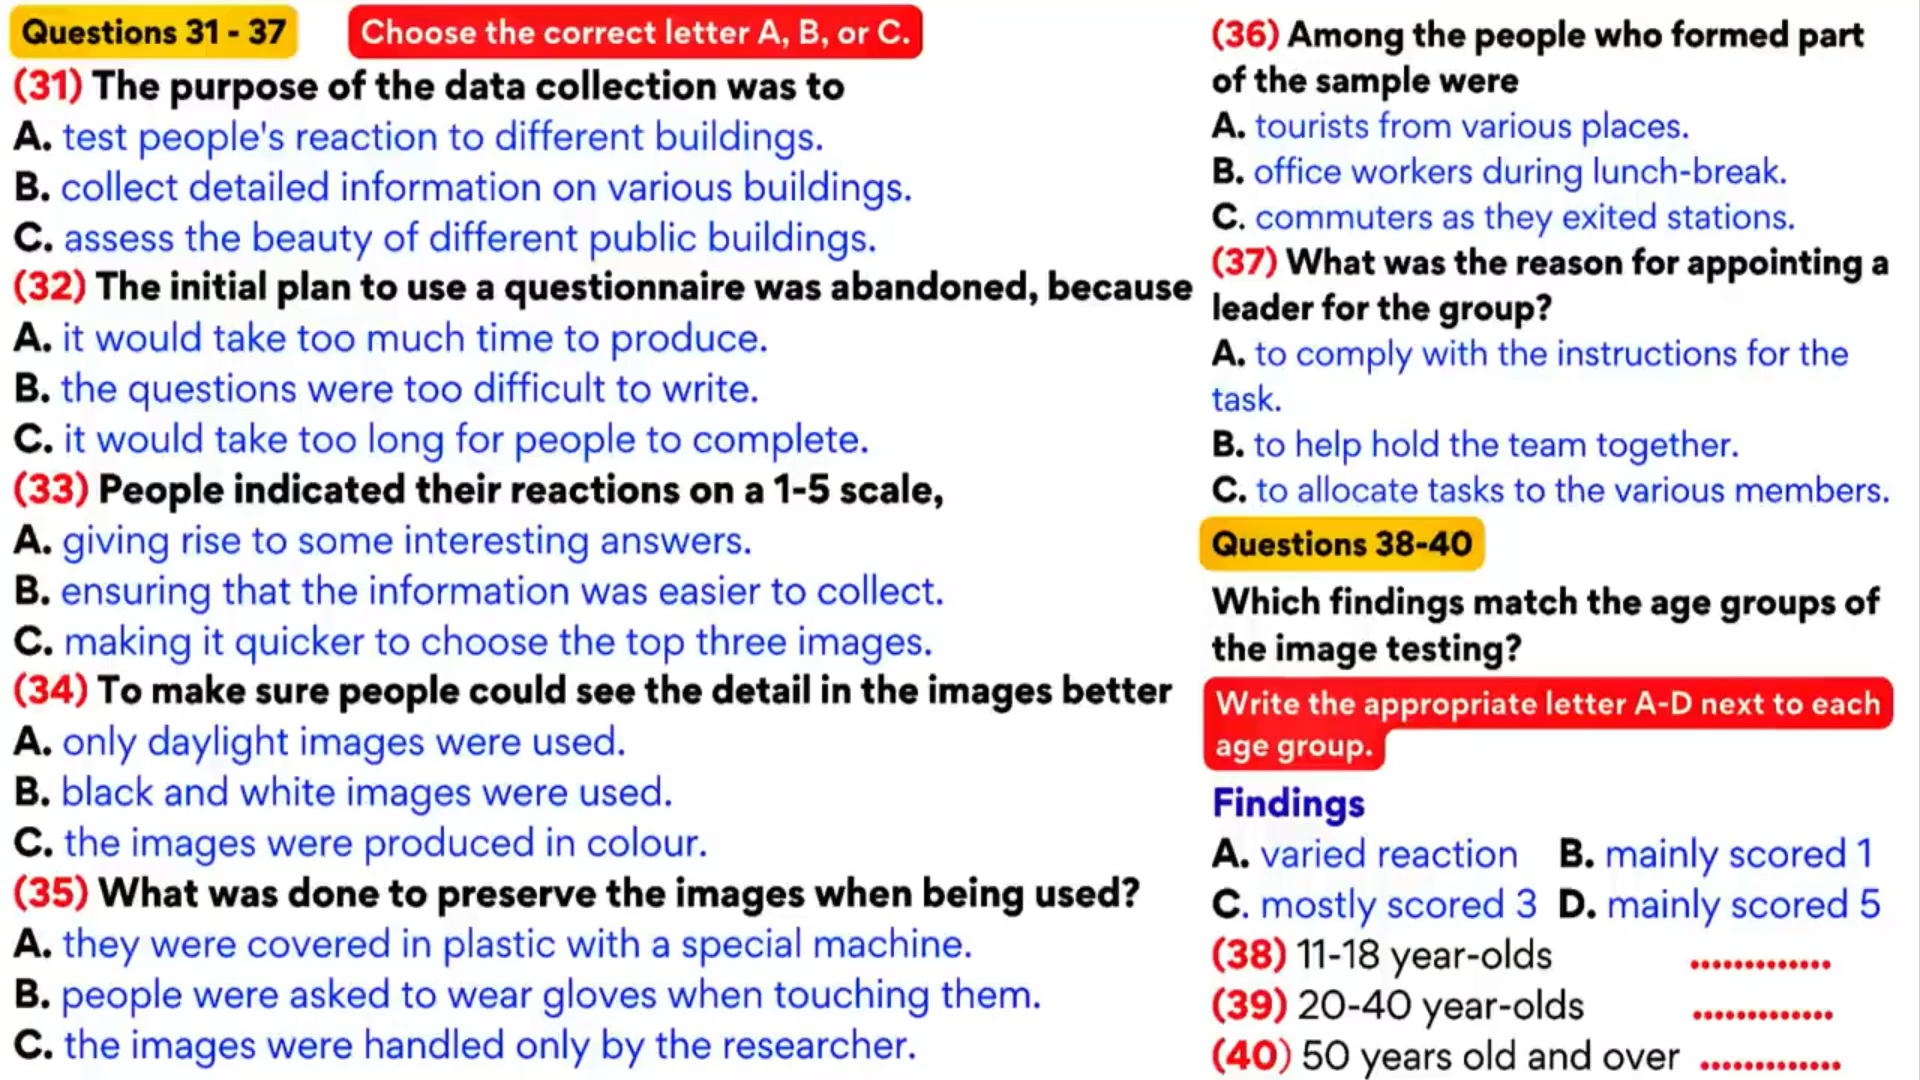 Questions 31 - 37
Choose the correct letter A, B, or C.
(31) The purpose of the data collection was to
A. test people's reaction to different buildings.
B. collect detailed information on various buildings.
C. assess the beauty of different public buildings.
(32) The initial plan to use a questionnaire was abandoned, because
A. it would take too much time to produce.
B. the questions were too difficult to write.
C. it would take too long for people to complete.
(33) People indicated their reactions on a 1-5 scale,
A. giving rise to some interesting answers.
B. ensuring that the information was easier to collect.
C. making it quicker to choose the top three images.
(34) To make sure people could see the detail in the images better
A. only daylight images were used.
B. black and white images were used.
C. the images were produced in colour.
(35) What was done to preserve the images when being used?
A. they were covered in plastic with a special machine.
B. people were asked to wear gloves when touching them.
C. the images were handled only by the researcher.
(36) Among the people who formed part
of the sample were
A. tourists from various places.
B. office workers during lunch-break.
C. commuters as they exited stations.
(37) What was the reason for appointing a
leader for the group?
A. to comply with the instructions for the
task.
B. to help hold the team together.
C. to allocate tasks to the various members.
Questions 38-40
Which findings match the age groups of
the image testing?
Write the appropriate letter A-D next to each
age group.
Findings
A. varied reaction B. mainly scored 1
C. mostly scored 3 D. mainly scored 5
(38) 11-18 year-olds .............
(39) 20-40 year-olds .............
(40) 50 years old and over .............